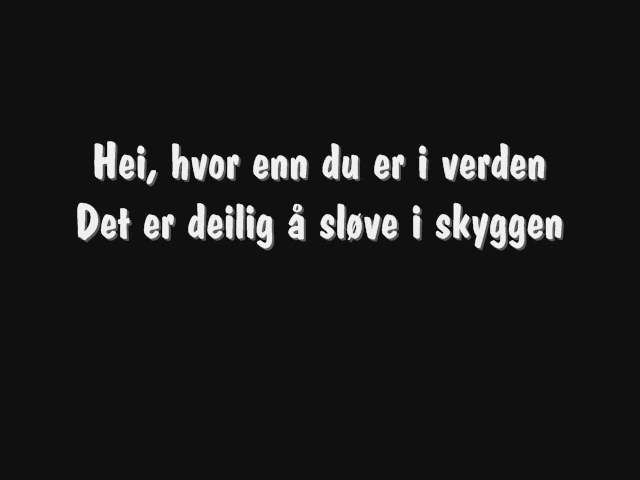 Hei, hvor enn du er i verden
Det er deilig å sløve i skyggen